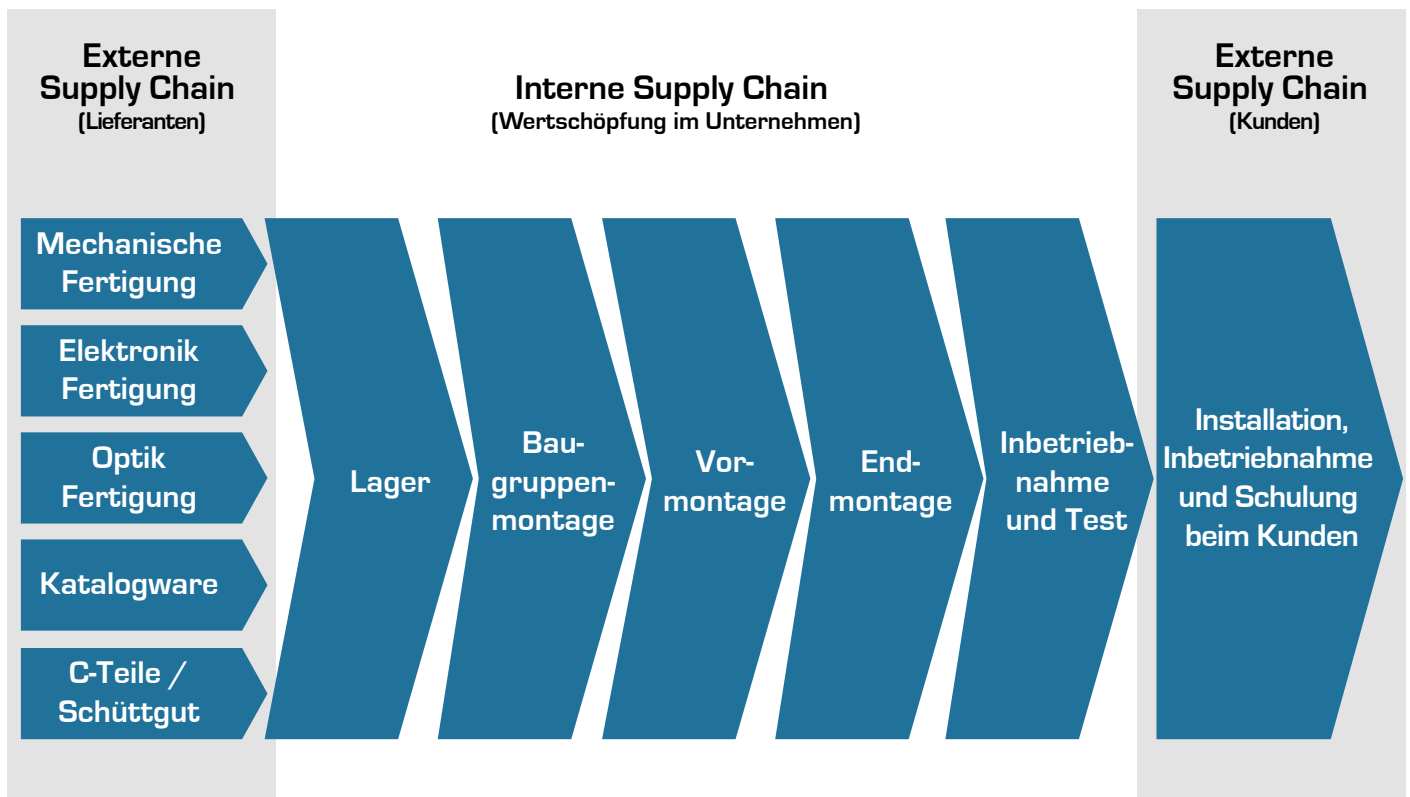 Externe
Supply Chain
(Lieferanten)
Interne Supply Chain
(Wertschöpfung im Unternehmen)
Externe
Supply Chain
(Kunden)
Mechanische
Fertigung
Elektronik
Fertigung
Optik
Fertigung
Katalogware
C-Teile /
Schüttgut
Lager
Bau-
gruppen-
montage
Vor-
montage
End-
montage
Inbetrieb-
nahme
und Test
Installation,
Inbetriebnahme
und Schulung
beim Kunden